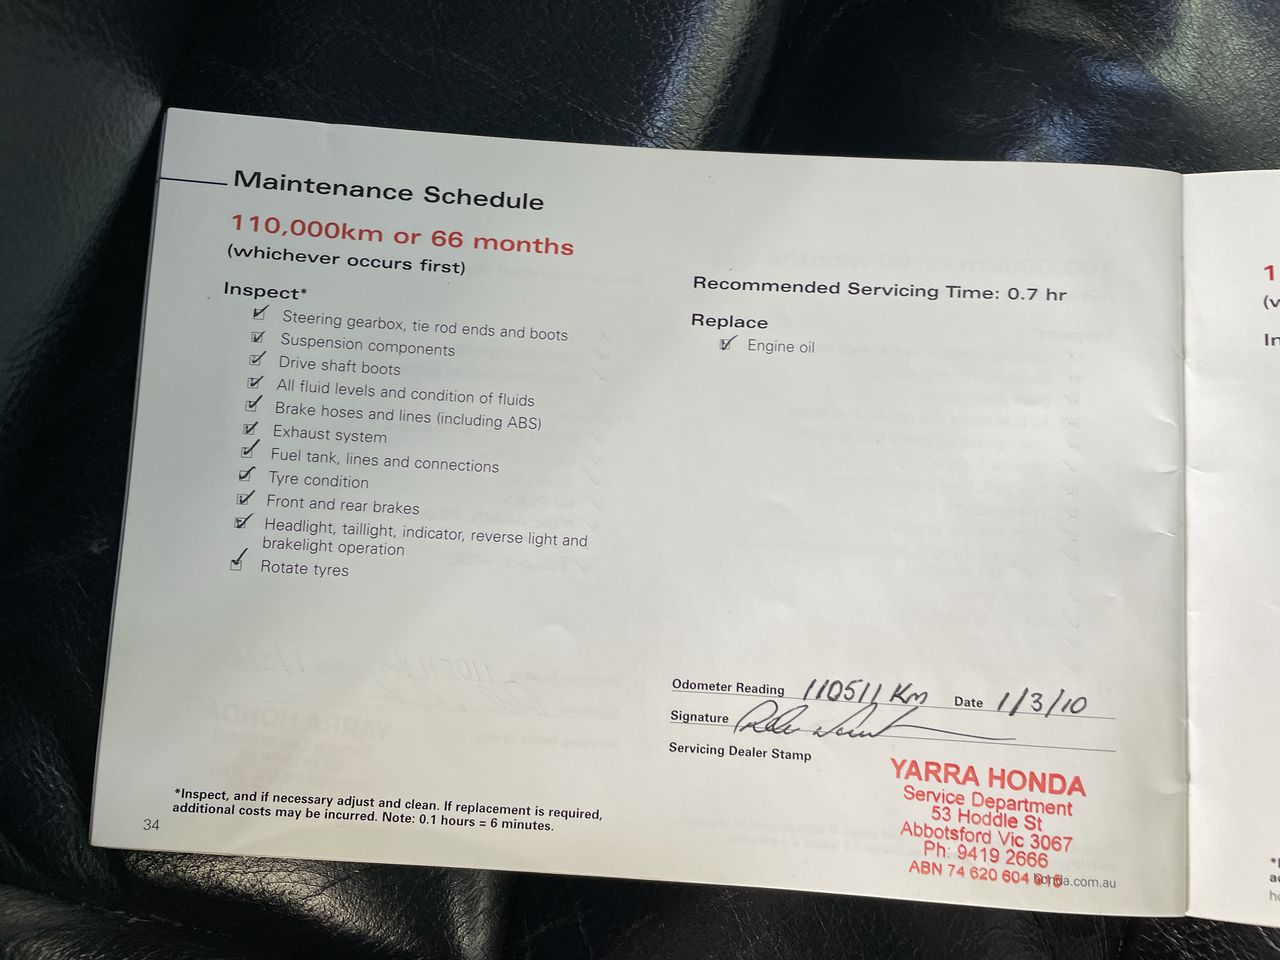 Maintenance Schedule
110,000km or 66 months
(whichever occurs first)
Inspect*
Steering gearbox, tie rod ends and boots
Suspension components
Drive shaft boots
All fluid levels and condition of fluids
Brake hoses and lines (including ABS)
Exhaust system
Fuel tank, lines and connections
Tyre condition
Front and rear brakes
Headlight, taillight, indicator, reverse light and
brakelight operation
Rotate tyres
*Inspect, and if necessary adjust and clean. If replacement is required,
additional costs may be incurred. Note: 0.1 hours = 6 minutes.
34
Recommended Servicing Time: 0.7 hr
Replace
Engine oil
Odometer Reading 110511 Km Date 1/3/10
Signature
Servicing Dealer Stamp
YARRA HONDA
Service Department
53 Hoddle St
Abbotsford Vic 3067
Ph: 9419 2666
ABN 74 620 604
honda.com.au
1
(v
In